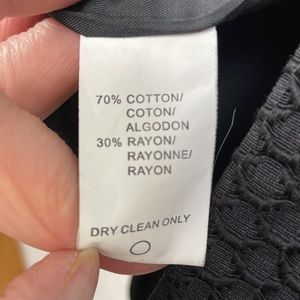 70% COTTON/
COTON/
ALGODON
30% RAYON/
RAYONNE/
RAYON
DRY CLEAN ONLY